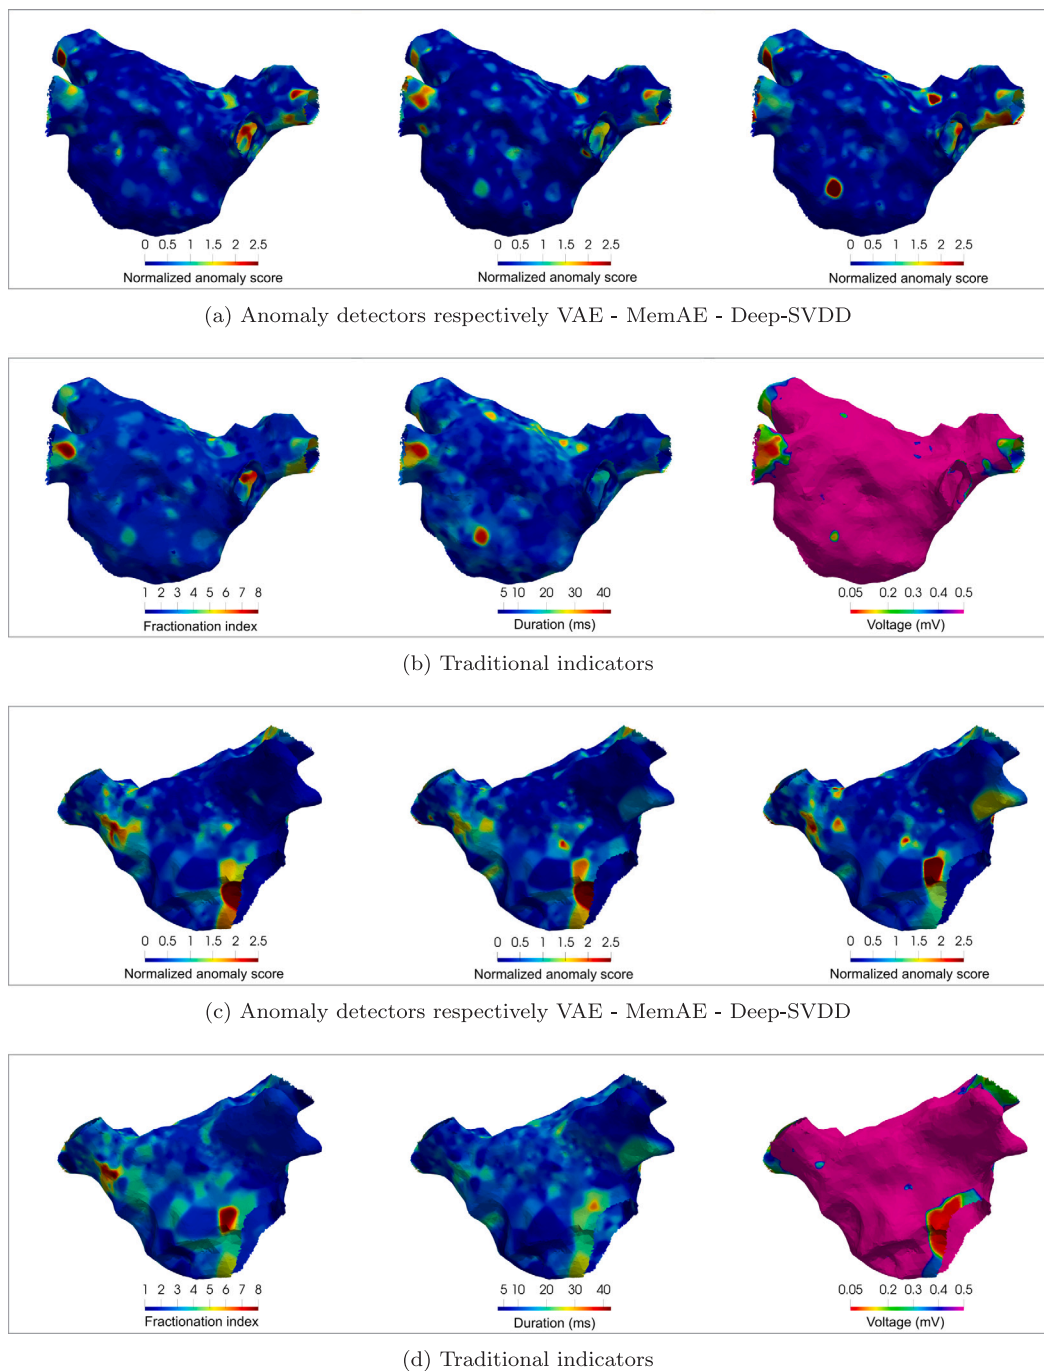 0 0.5 1 1.5 2 2.5
Normalized anomaly score
0 0.5 1 1.5 2 2.5
Normalized anomaly score
0 0.5 1 1.5 2 2.5
Normalized anomaly score
(a) Anomaly detectors respectively VAE - MemAE - Deep-SVDD
1 2 3 4 5 6 7 8
Fractionation index
5 10 20 30 40
Duration (ms)
0.05 0.2 0.3 0.4 0.5
Voltage (mV)
(b) Traditional indicators
0 0.5 1 1.5 2 2.5
Normalized anomaly score
0 0.5 1 1.5 2 2.5
Normalized anomaly score
0 0.5 1 1.5 2 2.5
Normalized anomaly score
(c) Anomaly detectors respectively VAE - MemAE - Deep-SVDD
1 2 3 4 5 6 7 8
Fractionation index
5 10 20 30 40
Duration (ms)
0.05 0.2 0.3 0.4 0.5
Voltage (mV)
(d) Traditional indicators